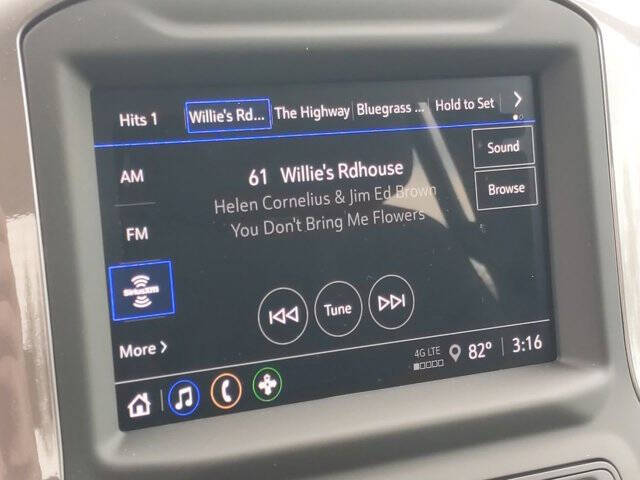 Hits 1
Willie's Rd...
The Highway
Bluegrass ...
Hold to Set
AM
61 Willie's Rdhouse
Sound
Helen Cornelius & Jim Ed Brown
Browse
FM
You Don't Bring Me Flowers
SiriusXM
Tune
More
4G LTE
82° 3:16